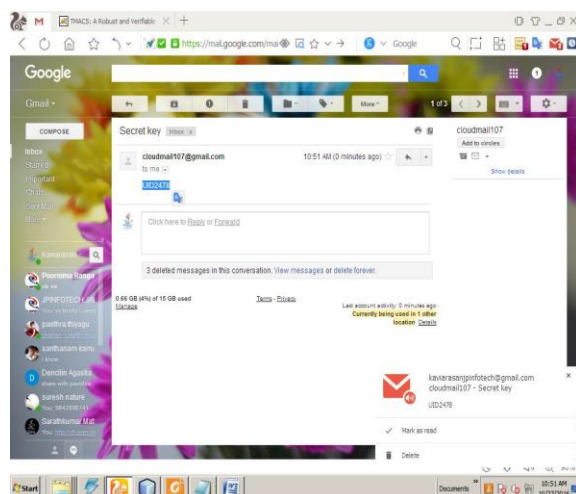 TMACS: A Robust and Verifiable
https://mail.google.com/mai
Google
Google
Gmail
More
1 of 3
COMPOSE
Inbox
Starred
Important
Chats
Sent Mail
More
Secret key
Inbox x
cloudmail107@gmail.com
10:51 AM (0 minutes ago)
to me
UID2478
Click here to Reply or Forward
3 deleted messages in this conversation. View messages or delete forever.
0.66 GB (4%) of 15 GB used
Manage
Terms - Privacy
Last account activity: 0 minutes ago
Currently being used in 1 other
location Details
cloudmail107
Add to circles
Show details
Kaviarasan
Poornima Ranga
JPINFOTECH
pavithra thiyagu
santhanam kamu
Dencilin Agasha
suresh nature
Sarathkumar Mat
kaviarasanjpinfotech@gmail.com
cloudmail107 - Secret key
UID2478
Mark as read
Delete
Start
Documents
10:51 AM